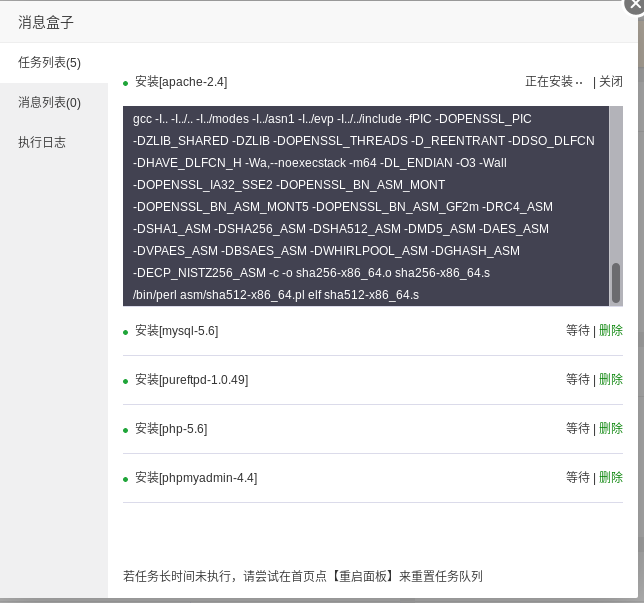 消息盒子
任务列表(5)
消息列表(0)
执行日志
安装[apache-2.4] 正在安装·· | 关闭
gcc -I.. -I../.. -I../modes -I../asn1 -I../evp -I../../include -fPIC -DOPENSSL_PIC
-DZLIB_SHARED -DZLIB -DOPENSSL_THREADS -D_REENTRANT -DDSO_DLFCN
-DHAVE_DLFCN_H -Wa,--noexecstack -m64 -DL_ENDIAN -O3 -Wall
-DOPENSSL_IA32_SSE2 -DOPENSSL_BN_ASM_MONT
-DOPENSSL_BN_ASM_MONT5 -DOPENSSL_BN_ASM_GF2m -DRC4_ASM
-DSHA1_ASM -DSHA256_ASM -DSHA512_ASM -DMD5_ASM -DAES_ASM
-DVPAES_ASM -DBSAES_ASM -DWHIRLPOOL_ASM -DGHASH_ASM
-DECP_NISTZ256_ASM -c -o sha256-x86_64.o sha256-x86_64.s
/bin/perl asm/sha512-x86_64.pl elf sha512-x86_64.s
安装[mysql-5.6] 等待 | 删除
安装[pureftpd-1.0.49] 等待 | 删除
安装[php-5.6] 等待 | 删除
安装[phpmyadmin-4.4] 等待 | 删除
若任务长时间未执行，请尝试在首页点【重启面板】来重置任务队列